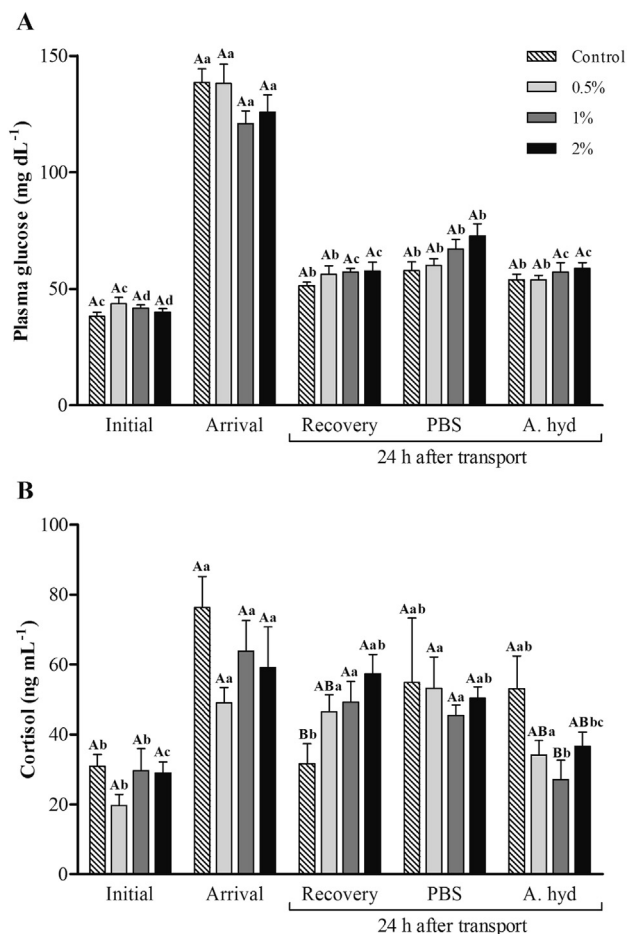 A
Plasma glucose (mg dL-1)
150
100
50
0
Control
0.5%
1%
2%
Ac Ac Ad Ad
Aa Aa Aa Aa
Ab Ab Ac Ac
Ab Ab Ab Ab
Ab Ab Ac Ac
Initial Arrival Recovery PBS A. hyd
24 h after transport
B
Cortisol (ng mL-1)
100
80
60
40
20
0
Ab Ab Ab Ac
Aa Aa Aa Aa
Bb ABa Aa Aab
Aab Aa Aa Aab
Aab ABa Bb ABbc
Initial Arrival Recovery PBS A. hyd
24 h after transport